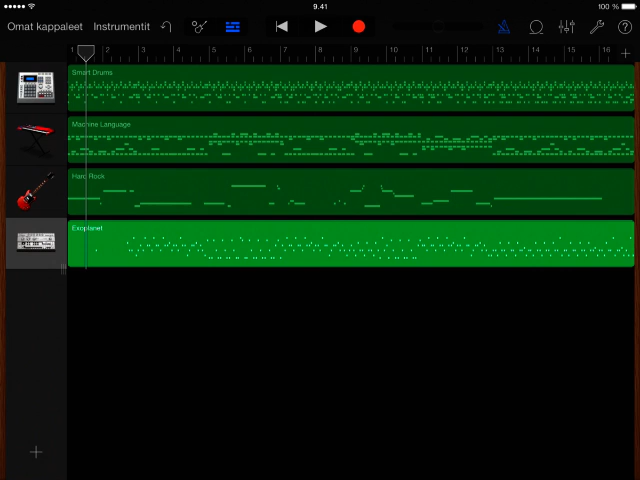 9.41
100 %
Omat kappaleet Instrumentit
1 2 3 4 5 6 7 8 9 10 11 12 13 14 15 16
Smart Drums
Machine Language
Hard Rock
Exoplanet